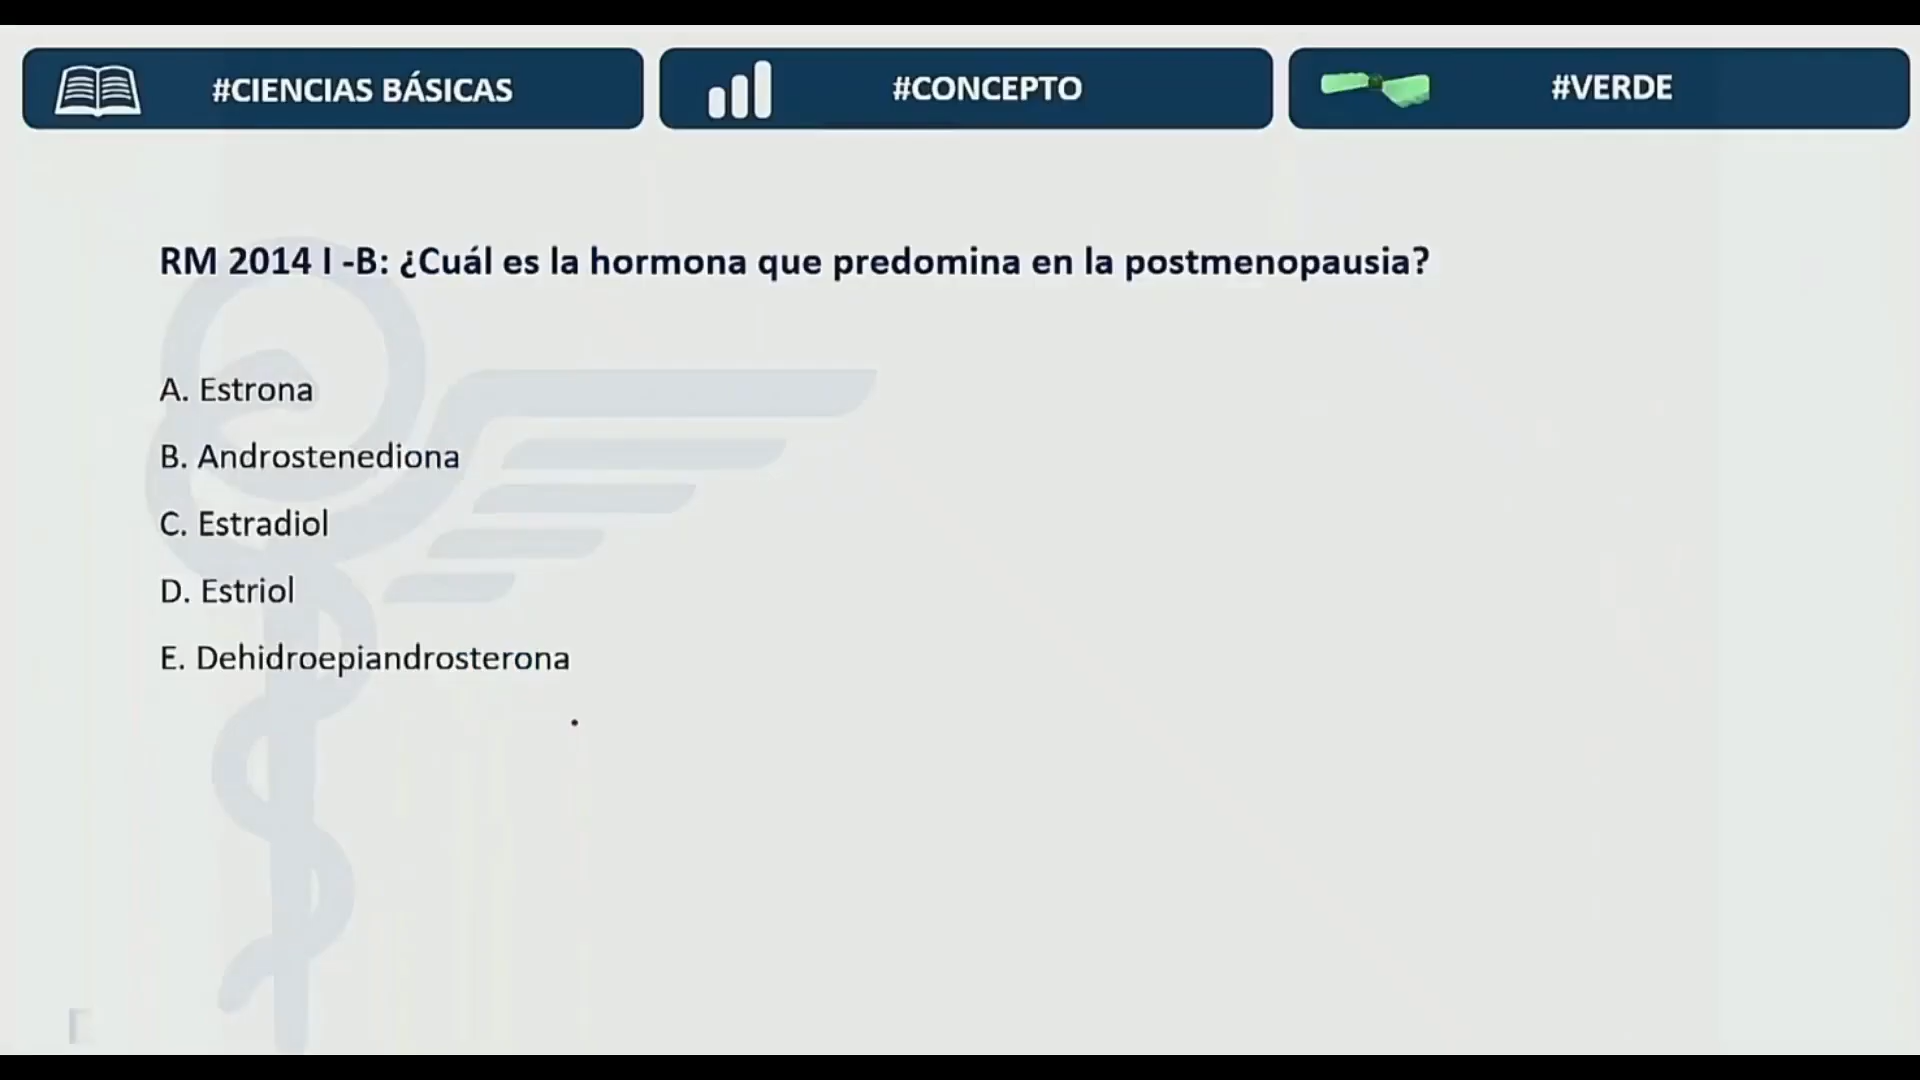 #CIENCIAS BÁSICAS
#CONCEPTO
#VERDE
RM 2014 I -B: ¿Cuál es la hormona que predomina en la postmenopausia?
A. Estrona
B. Androstenediona
C. Estradiol
D. Estriol
E. Dehidroepiandrosterona